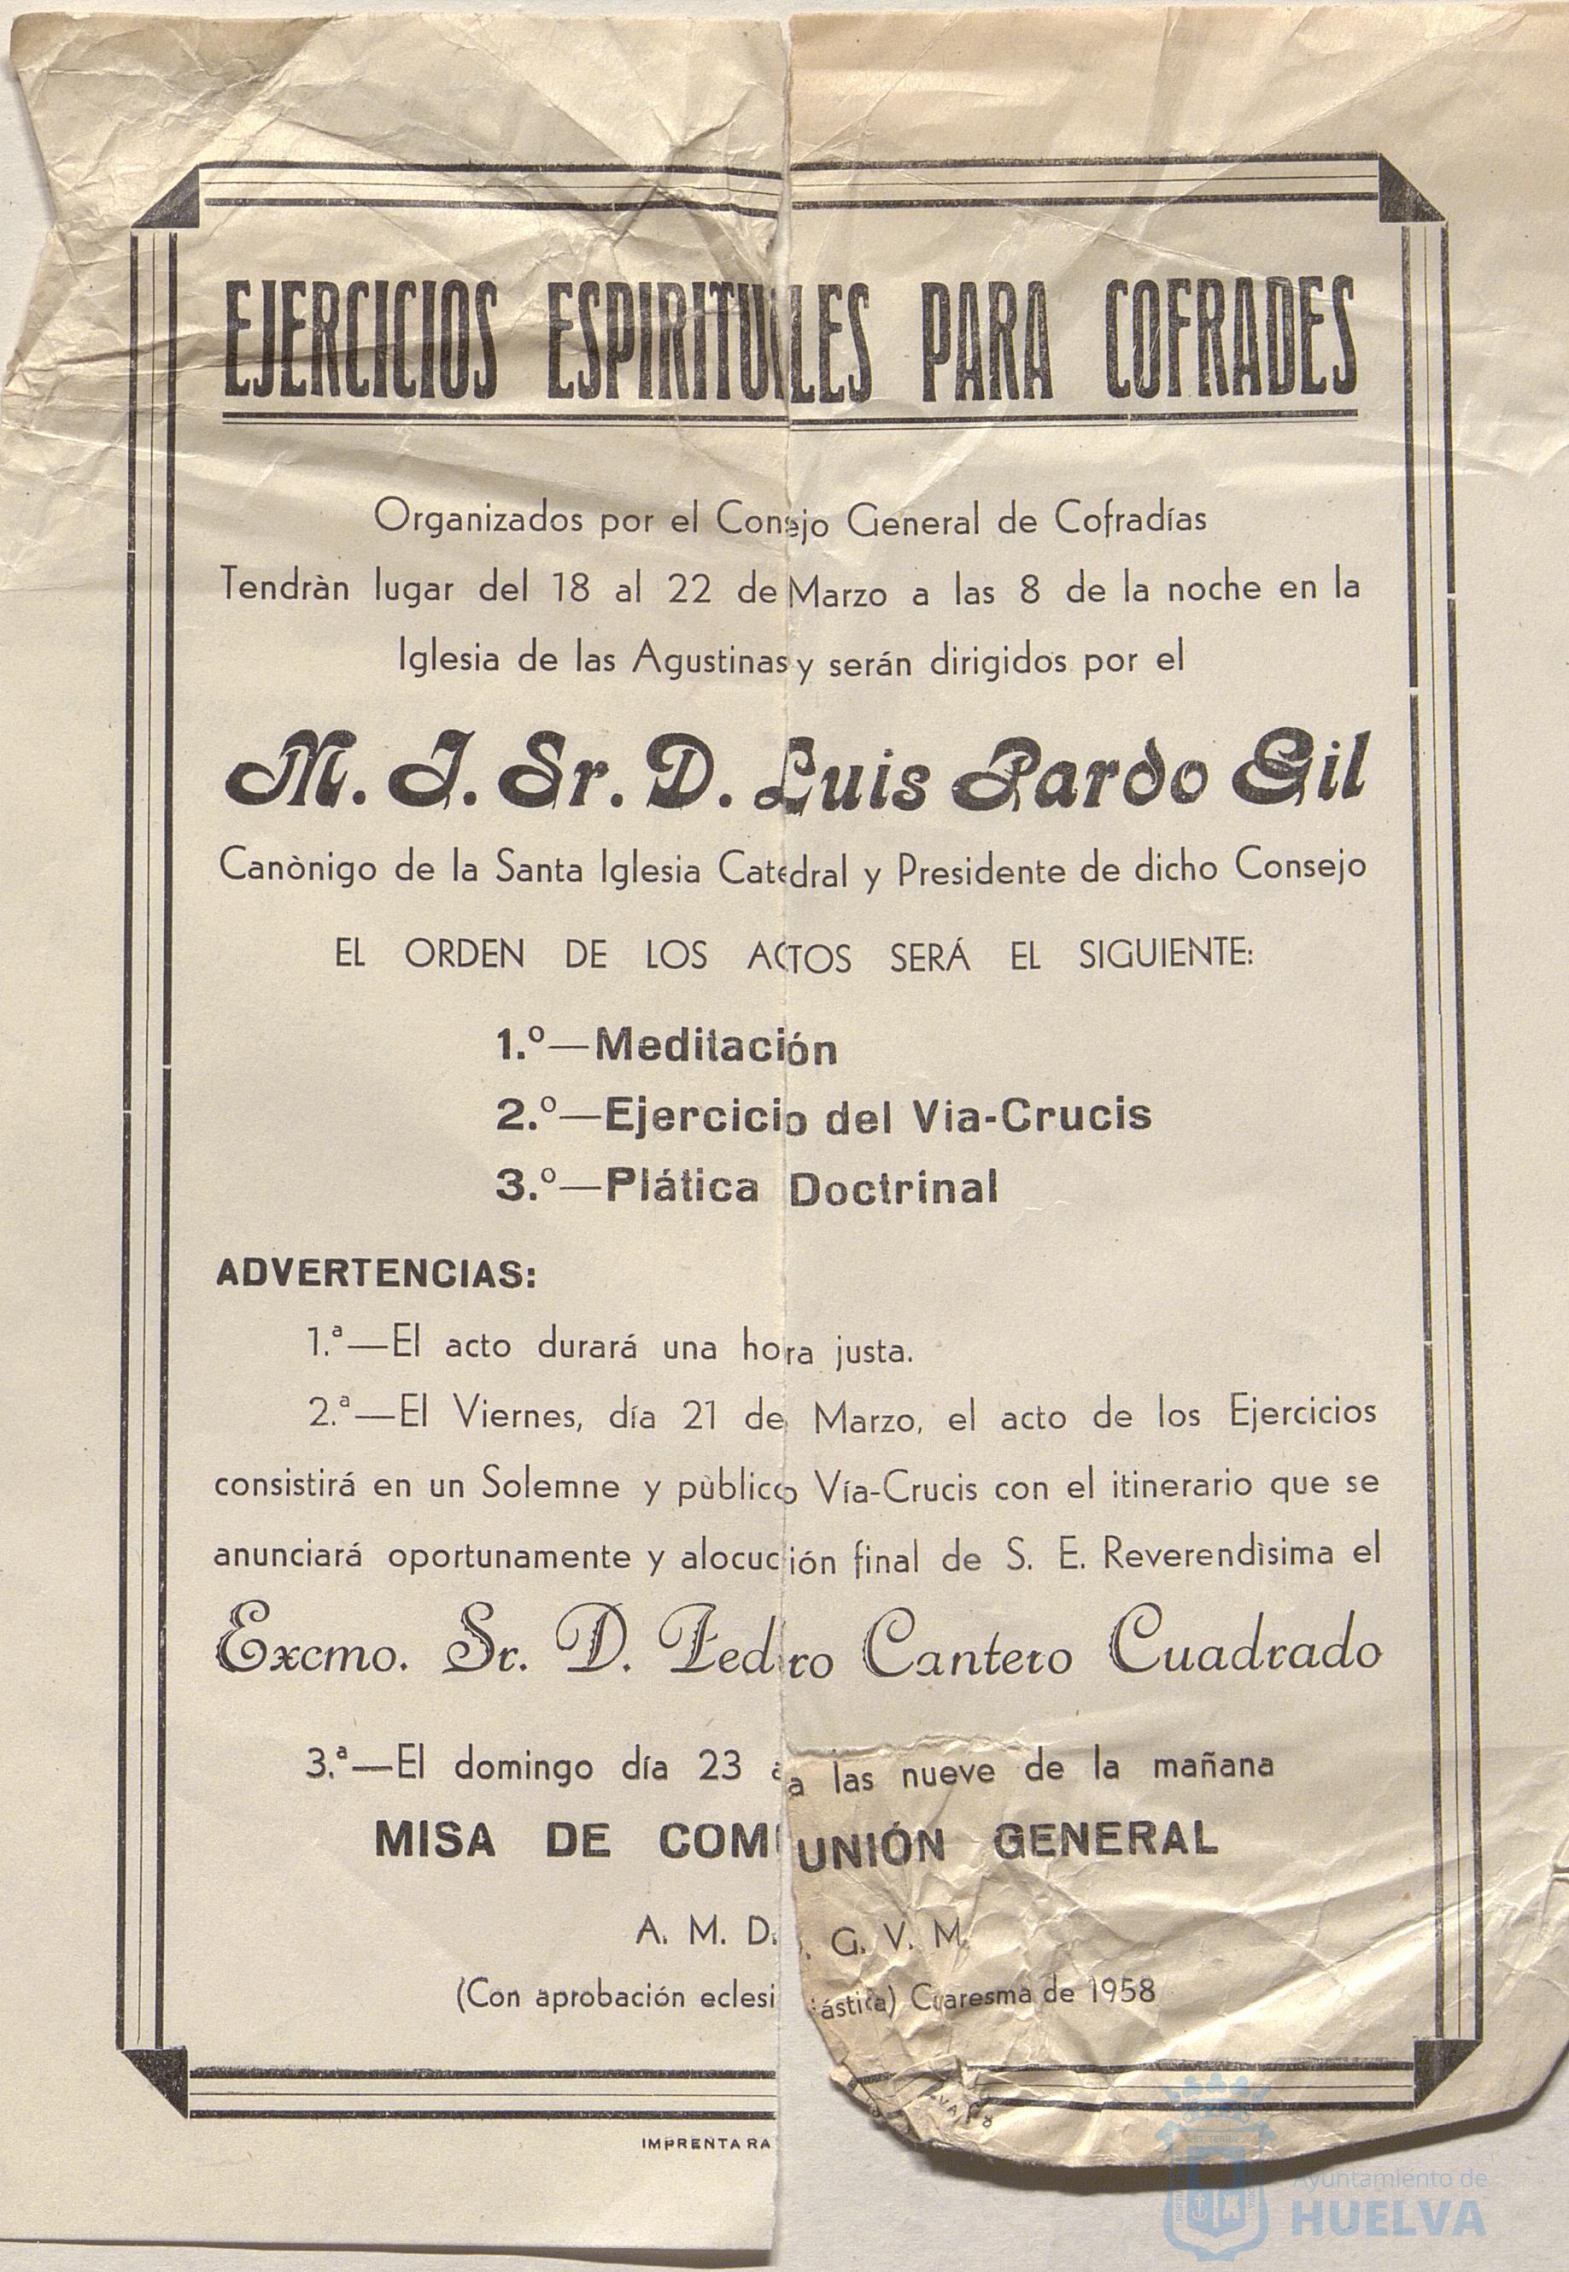 EJERCICIOS ESPIRITUALES PARA COFRADES
Organizados por el Consejo General de Cofradías
Tendràn lugar del 18 al 22 de Marzo a las 8 de la noche en la
Iglesia de las Agustinas y serán dirigidos por el
M. I. Sr. D. Luis Pardo Gil
Canònigo de la Santa Iglesia Catedral y Presidente de dicho Consejo
EL ORDEN DE LOS ACTOS SERÁ EL SIGUIENTE:
1.º—Meditación
2.º—Ejercicio del Via-Crucis
3.º—Plática Doctrinal
ADVERTENCIAS:
1.ª—El acto durará una hora justa.
2.ª—El Viernes, día 21 de Marzo, el acto de los Ejercicios
consistirá en un Solemne y pùblico Vía-Crucis con el itinerario que se
anunciará oportunamente y alocución final de S. E. Reverendìsima el
Excmo. Sr. D. Pedro Cantero Cuadrado
3.ª—El domingo día 23 a las nueve de la mañana
MISA DE COMUNIÓN GENERAL
A. M. D. G. V. M.
(Con aprobación eclesiástica) Cuaresma de 1958
IMPRENTA RA
Ayuntamiento de
HUELVA